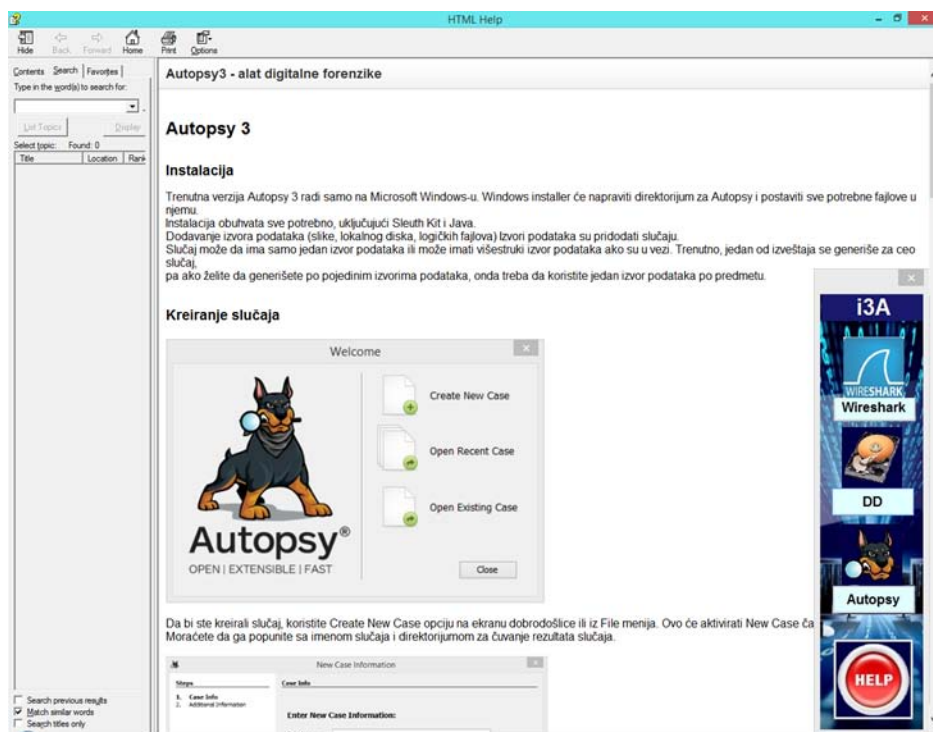 HTML Help
Hide Back Forward Home Print Options
Contents Search Favorites
Type in the word(s) to search for:
List Topics Display
Select topic: Found: 0
Title Location Rank
Autopsy3 - alat digitalne forenzike
Autopsy 3
Instalacija
Trenutna verzija Autopsy 3 radi samo na Microsoft Windows-u. Windows installer će napraviti direktorijum za Autopsy i postaviti sve potrebne fajlove u
njemu.
Instalacija obuhvata sve potrebno, uključujući Sleuth Kit i Java.
Dodavanje izvora podataka (slike, lokalnog diska, logičkih fajlova) Izvori podataka su pridodati slučaju.
Slučaj može da ima samo jedan izvor podataka ili može imati višestruki izvor podataka ako su u vezi. Trenutno, jedan od izveštaja se generiše za ceo
slučaj,
pa ako želite da generišete po pojedinim izvorima podataka, onda treba da koristite jedan izvor podataka po predmetu.
Kreiranje slučaja
Welcome
Create New Case
Open Recent Case
Open Existing Case
Autopsy®
OPEN | EXTENSIBLE | FAST
Close
Da bi ste kreirali slučaj, koristite Create New Case opciju na ekranu dobrodošlice ili iz File menija. Ovo će aktivirati New Case ča
Moraćete da ga popunite sa imenom slučaja i direktorijumom za čuvanje rezultata slučaja.
New Case Information
Steps
1. Case Info
2. Additional Information
Case Info
Enter New Case Information:
Search previous results
Match similar words
Search titles only
i3A
WIRESHARK
Wireshark
DD
Autopsy
HELP